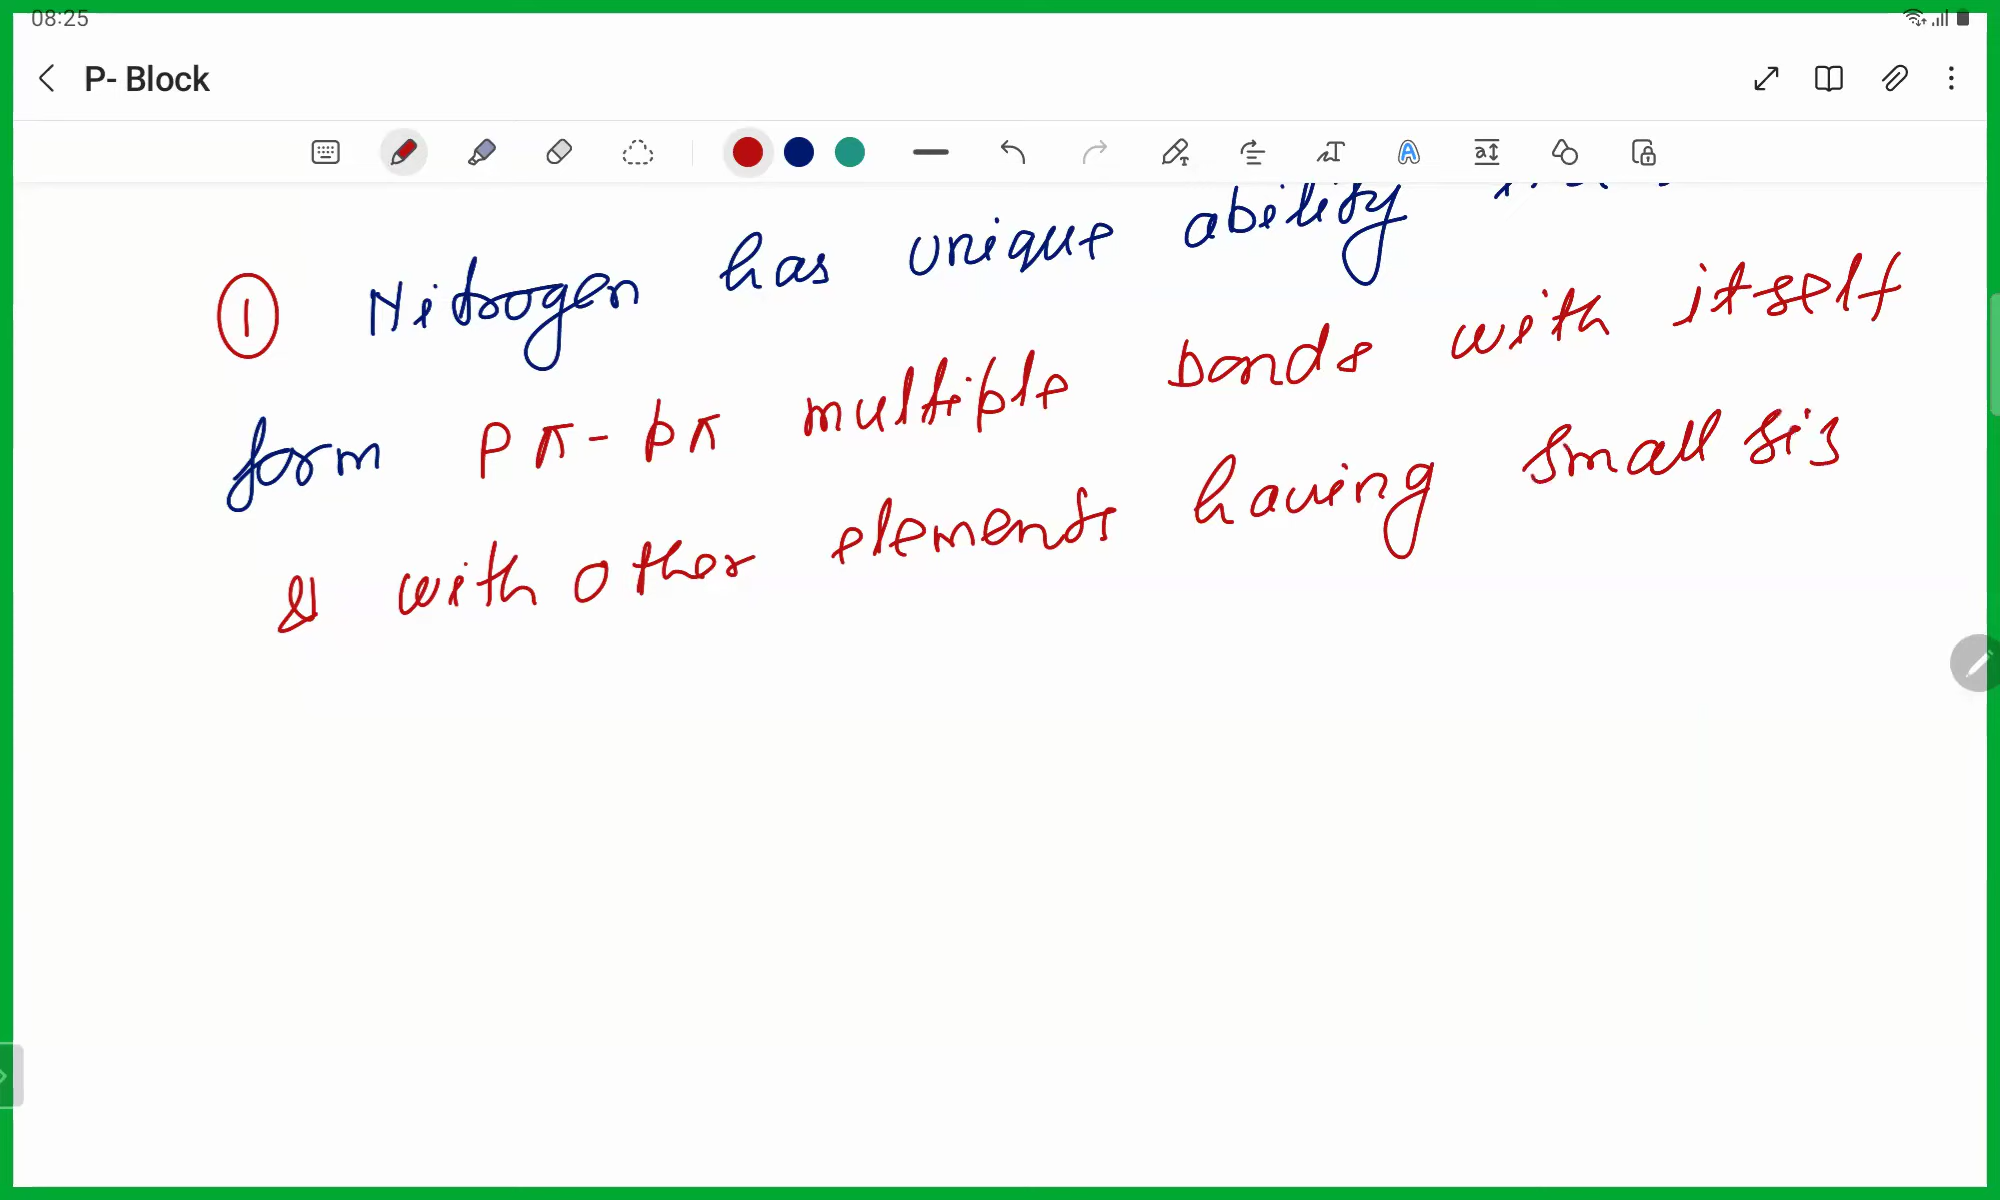 08:25
P- Block
① Nitrogen has unique ability
form Pπ-pπ multiple bonds with itself
& with other elements having small siz